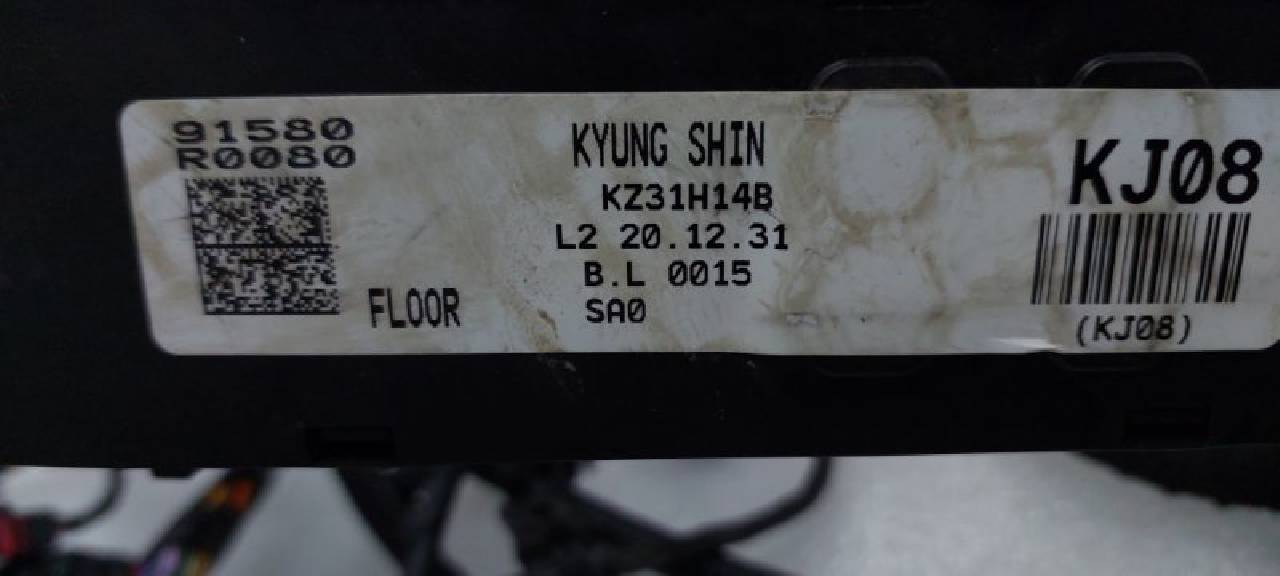 91580
R0080
FLOOR
KYUNG SHIN
KZ31H14B
L2 20.12.31
B.L 0015
SA0
KJ08
(KJ08)